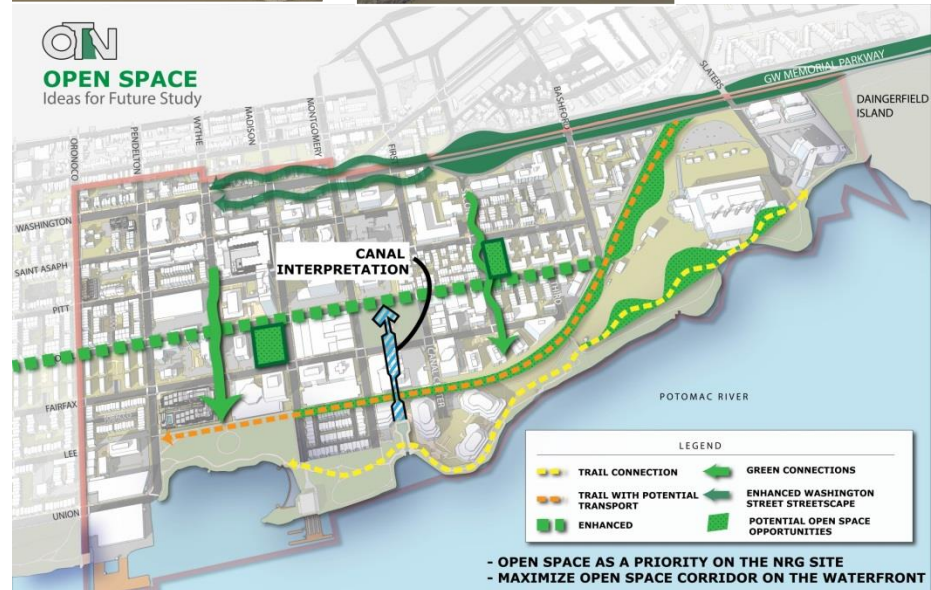 OTN
OPEN SPACE
Ideas for Future Study
ORONOCO
PENDELTON
WYTHE
MADISON
MONTGOMERY
FIRST
BASHFORD
SLATERS
GW MEMORIAL PARKWAY
DAINGERFIELD
ISLAND
WASHINGTON
SAINT ASAPH
PITT
FAIRFAX
LEE
UNION
CANAL
INTERPRETATION
CANAL CENTER
POTOMAC RIVER
LEGEND
TRAIL CONNECTION
TRAIL WITH POTENTIAL
TRANSPORT
ENHANCED
GREEN CONNECTIONS
ENHANCED WASHINGTON
STREET STREETSCAPE
POTENTIAL OPEN SPACE
OPPORTUNITIES
- OPEN SPACE AS A PRIORITY ON THE NRG SITE
- MAXIMIZE OPEN SPACE CORRIDOR ON THE WATERFRONT